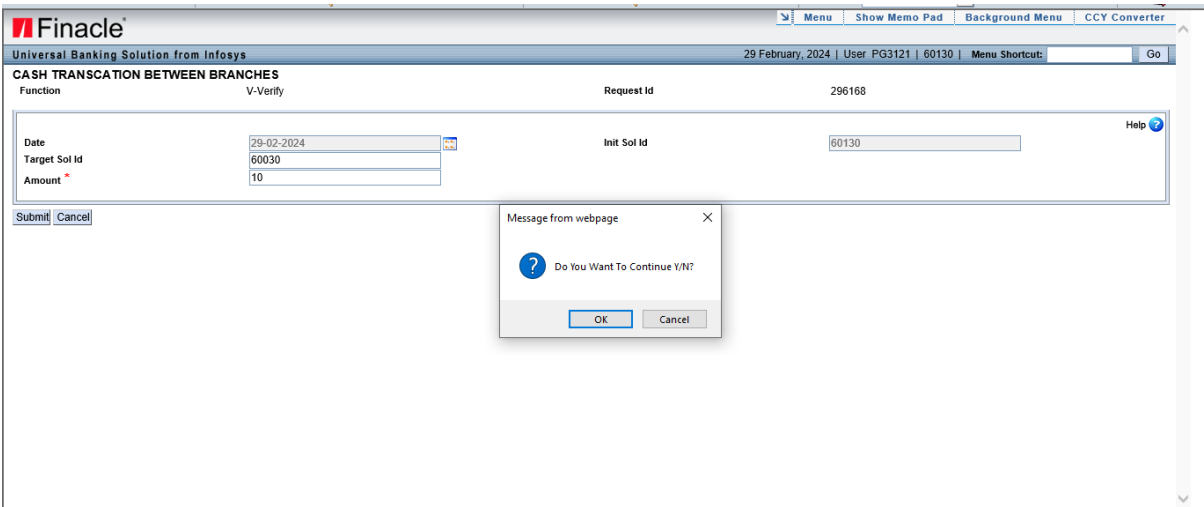 Finacle
Menu Show Memo Pad Background Menu CCY Converter
Universal Banking Solution from Infosys 29 February, 2024 | User PG3121 | 60130 | Menu Shortcut: Go
CASH TRANSCATION BETWEEN BRANCHES
Function V-Verify Request Id 296168
Help ?
Date 29-02-2024 Init Sol Id 60130
Target Sol Id 60030
Amount * 10
Submit Cancel
Message from webpage
Do You Want To Continue Y/N?
OK Cancel